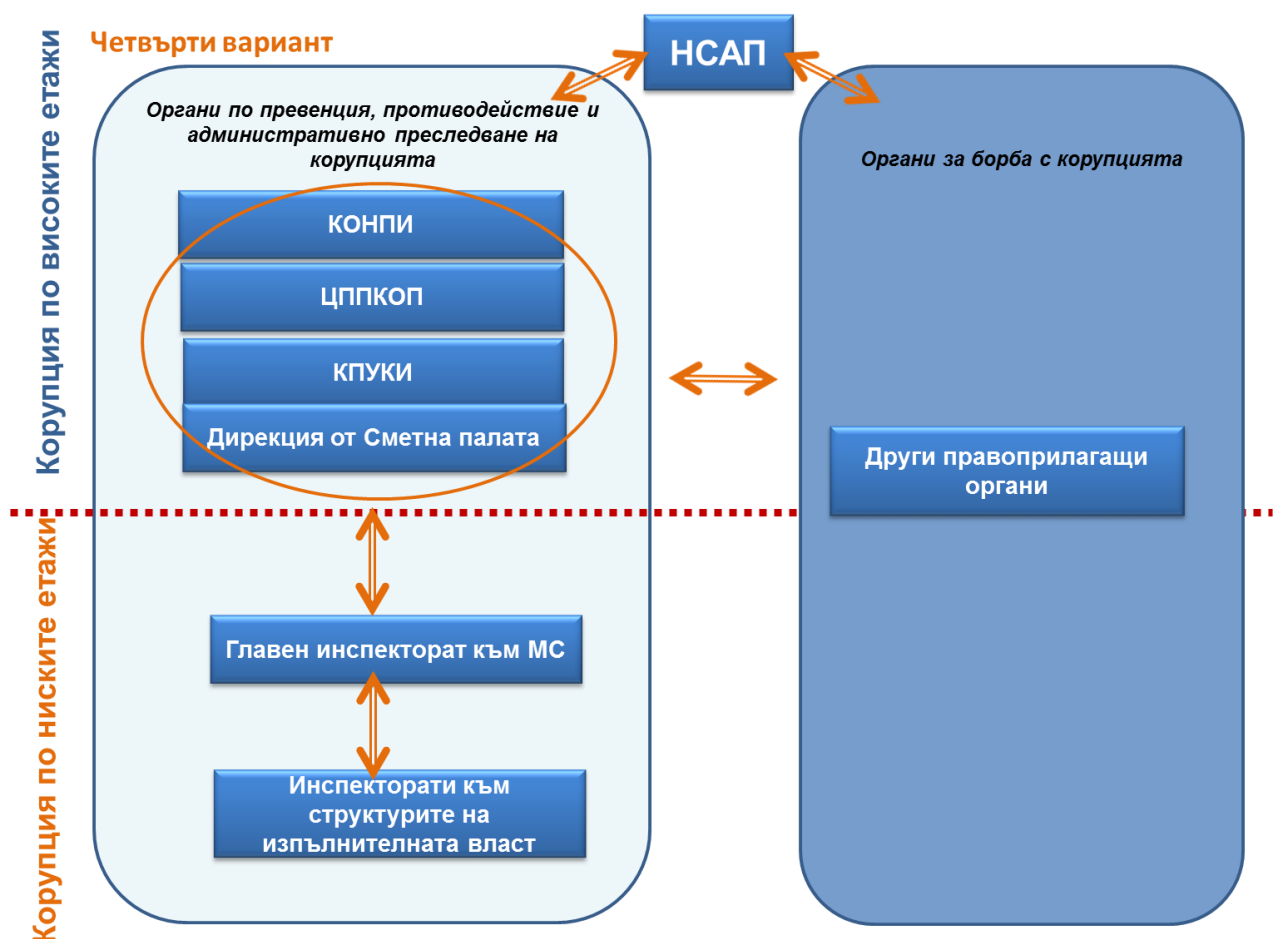 Четвърти вариант
НСАП
Корупция по високите етажи
Органи по превенция, противодействие и
административно преследване на
корупцията
КОНПИ
ЦППКОП
КПУКИ
Дирекция от Сметна палата
Органи за борба с корупцията
Други правоприлагащи
органи
Корупция по ниските етажи
Главен инспекторат към МС
Инспекторати към
структурите на
изпълнителната власт